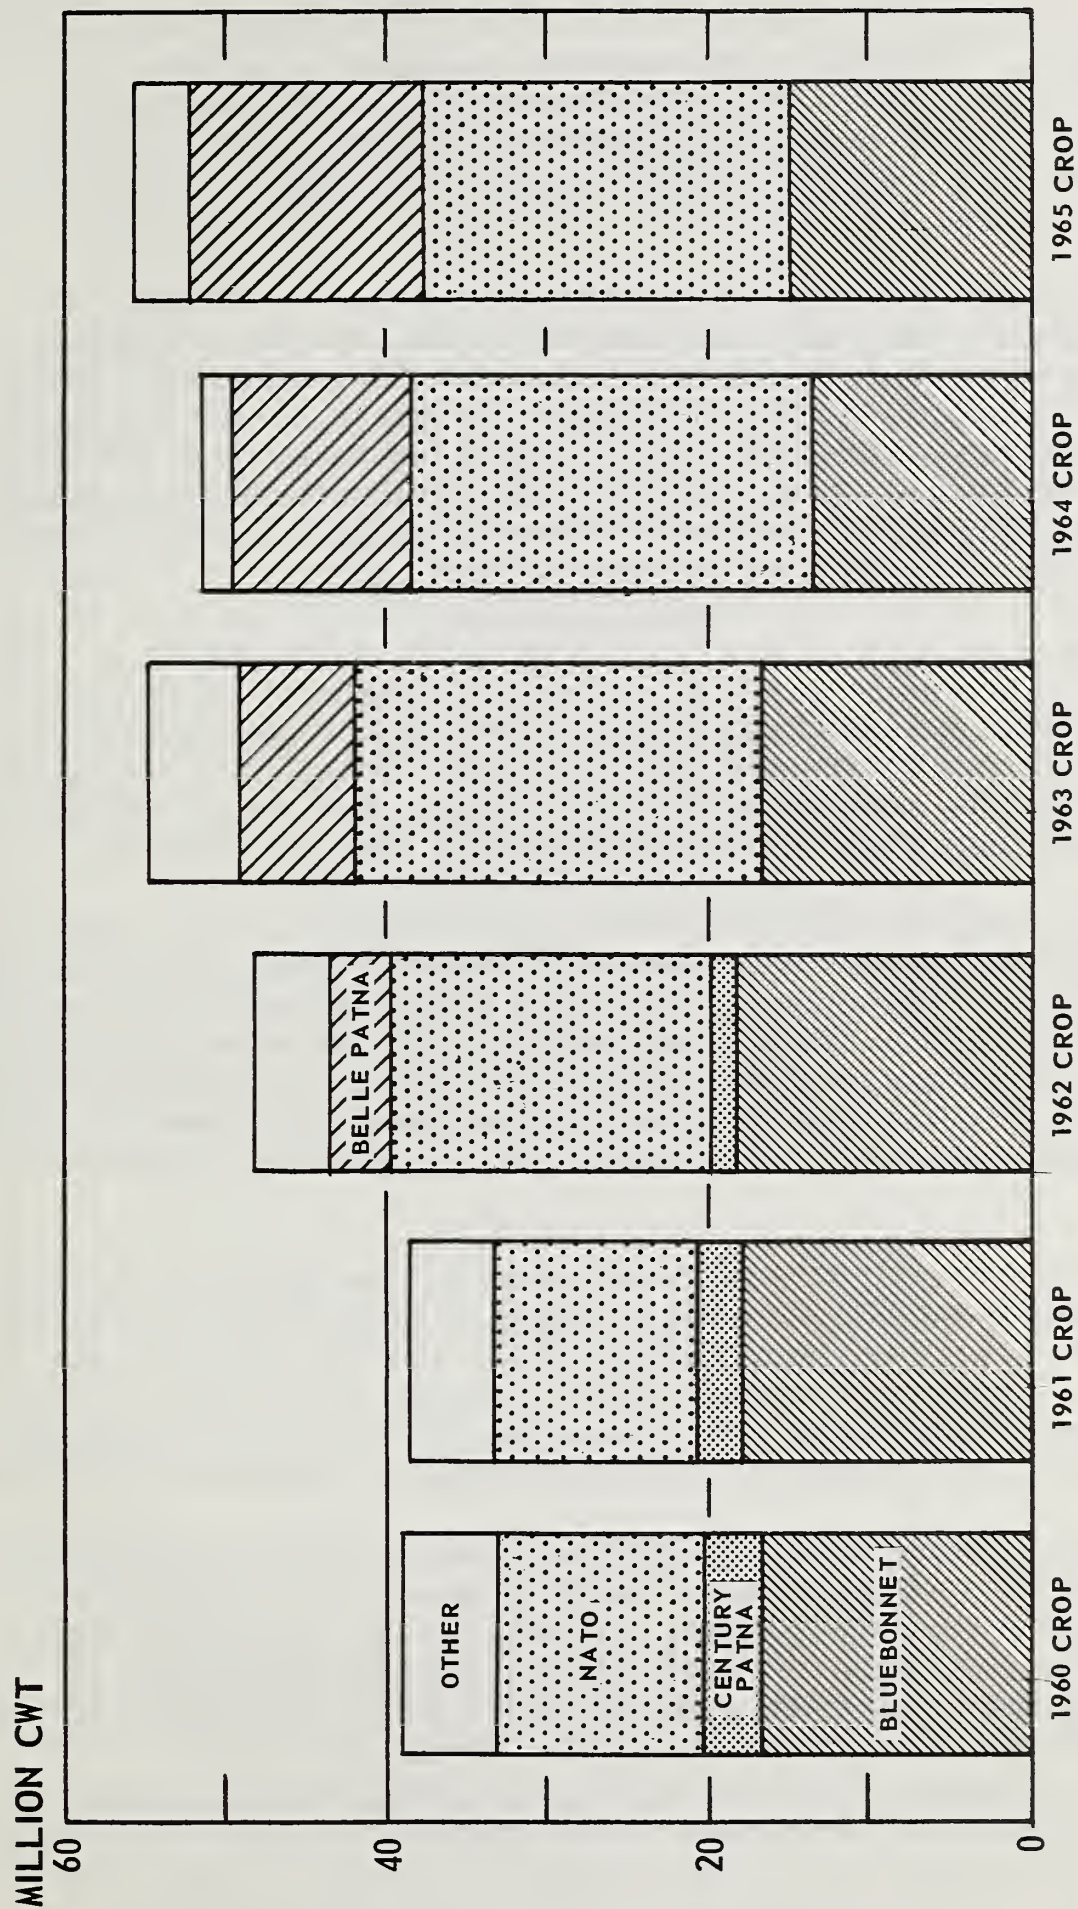 MILLION CWT
60
40
20
0
OTHER
NATO
CENTURY
PATNA
BLUEBONNET
BELLE PATNA
1960 CROP
1961 CROP
1962 CROP
1963 CROP
1964 CROP
1965 CROP